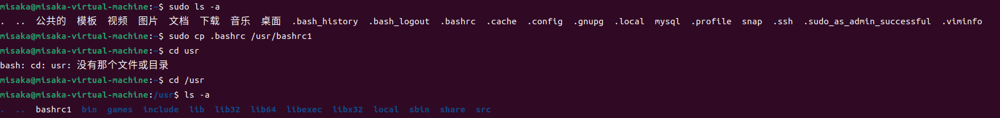 misaka@misaka-virtual-machine:~$ sudo ls -a
.  ..  公共的  模板  视频  图片  文档  下载  音乐  桌面  .bash_history  .bash_logout  .bashrc  .cache  .config  .gnupg  .local  mysql  .profile  snap  .ssh  .sudo_as_admin_successful  .viminfo
misaka@misaka-virtual-machine:~$ sudo cp .bashrc /usr/bashrc1
misaka@misaka-virtual-machine:~$ cd usr
bash: cd: usr: 没有那个文件或目录
misaka@misaka-virtual-machine:~$ cd /usr
misaka@misaka-virtual-machine:/usr$ ls -a
.  ..  bashrc1  bin  games  include  lib  lib32  lib64  libexec  libx32  local  sbin  share  src